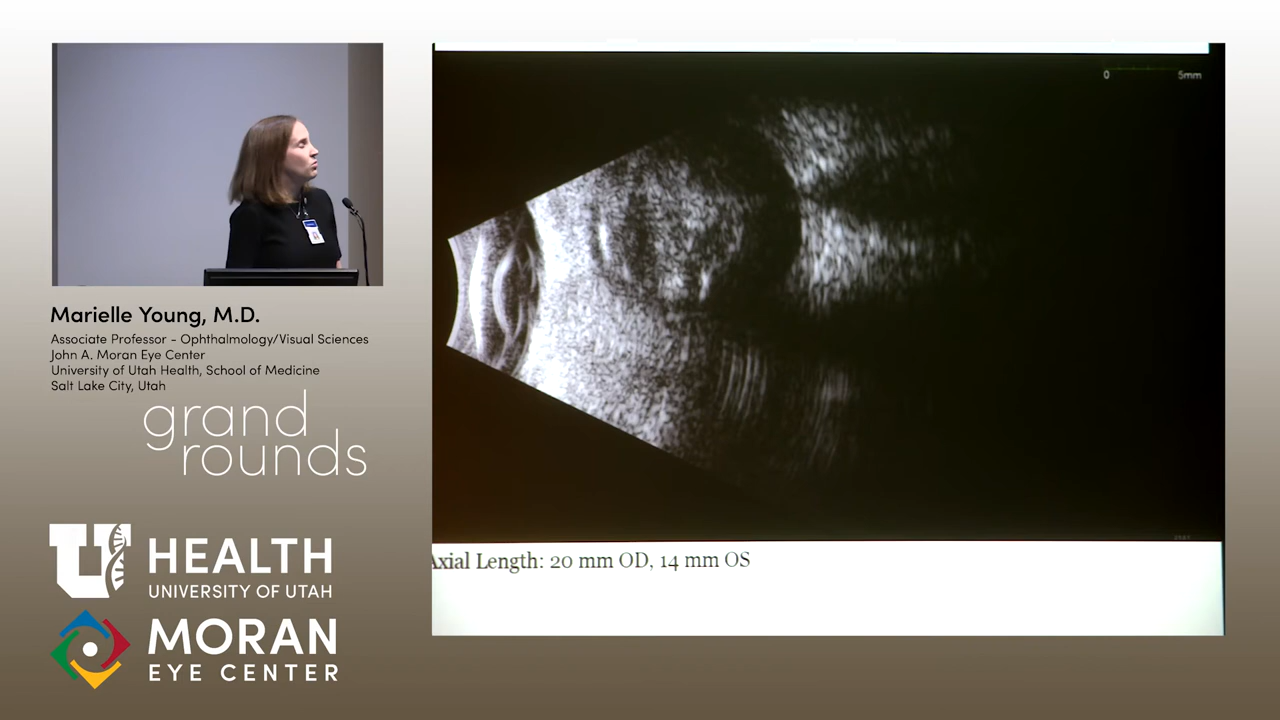 0 5mm
Marielle Young, M.D.
Associate Professor - Ophthalmology/Visual Sciences
John A. Moran Eye Center
University of Utah Health, School of Medicine
Salt Lake City, Utah
grand
rounds
U HEALTH
UNIVERSITY OF UTAH
MORAN
EYE CENTER
Axial Length: 20 mm OD, 14 mm OS